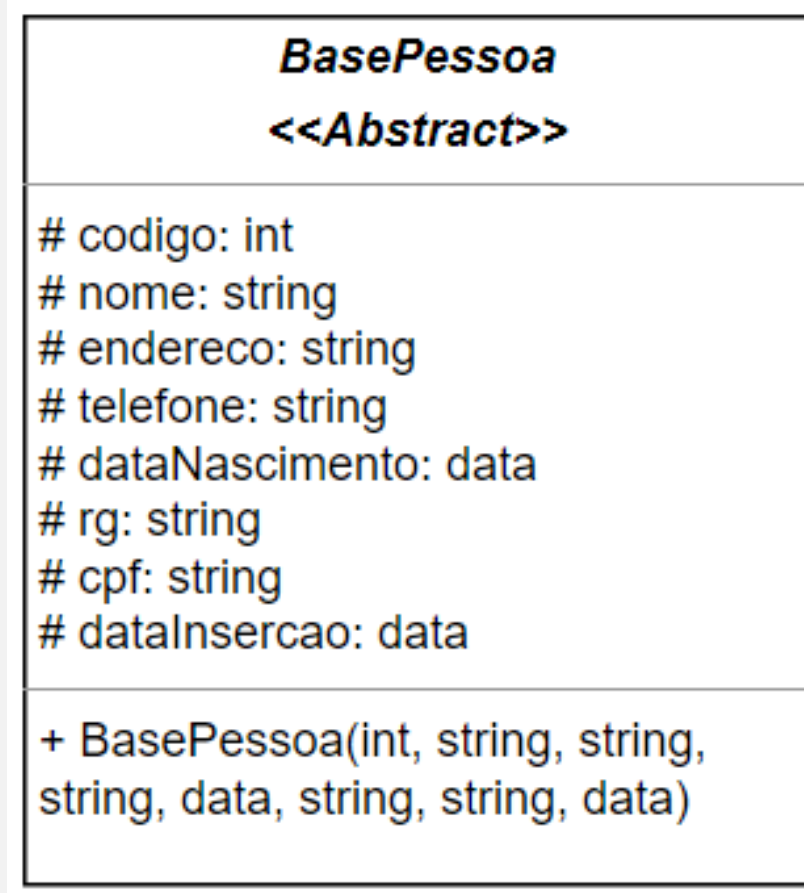 BasePessoa
<<Abstract>>
# codigo: int
# nome: string
# endereco: string
# telefone: string
# dataNascimento: data
# rg: string
# cpf: string
# dataInsercao: data
+ BasePessoa(int, string, string,
string, data, string, string, data)